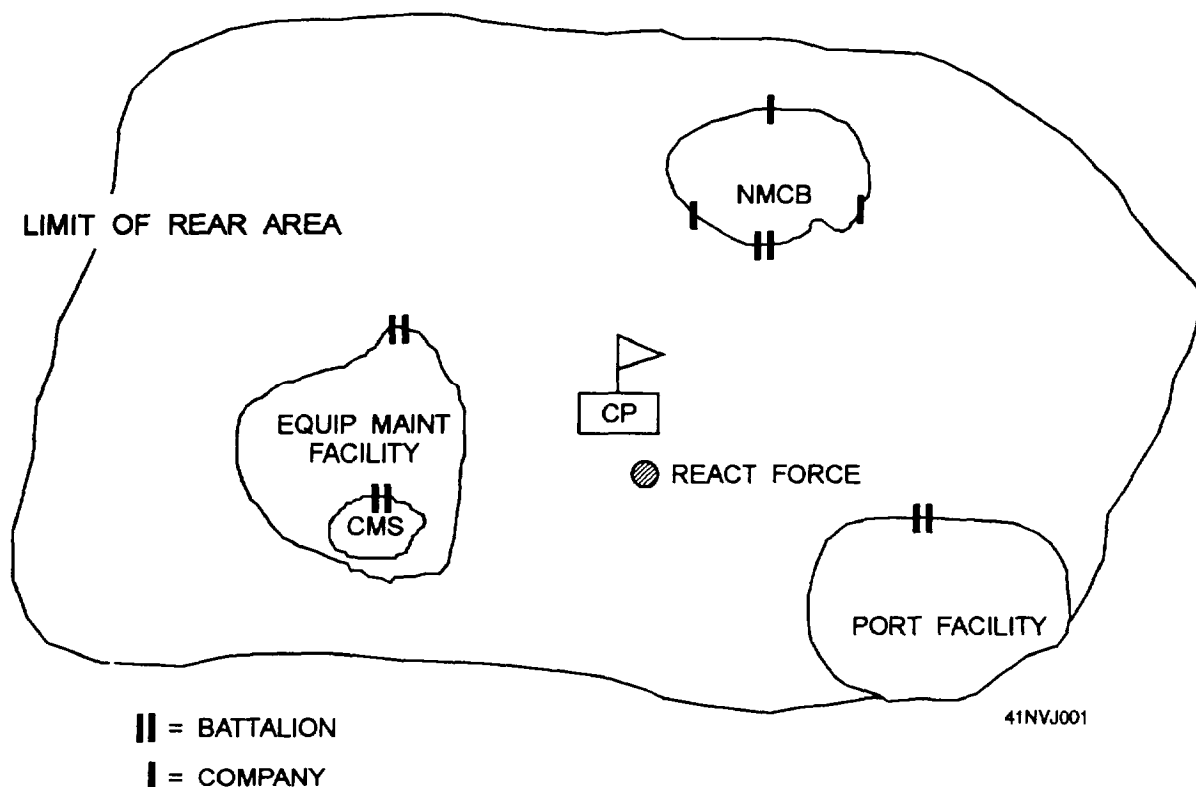 NMCB
LIMIT OF REAR AREA
EQUIP MAINT
FACILITY
CP
REACT FORCE
CMS
PORT FACILITY
41NVJ001
= BATTALION
= COMPANY